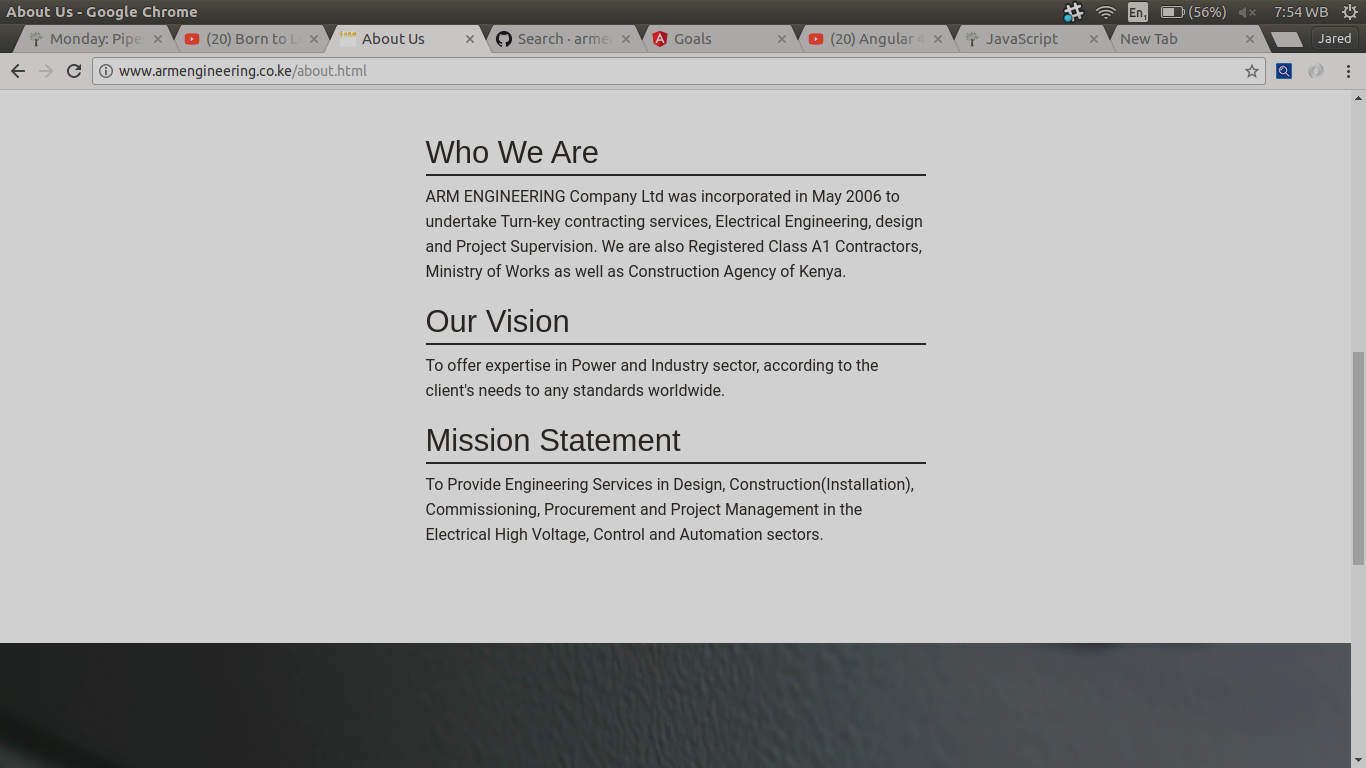 About Us - Google Chrome
En1
(56%)
7:54 WB
Monday: Pipe
(20) Born to L
About Us
Search · arme
Goals
(20) Angular 4
JavaScript
New Tab
Jared
www.armengineering.co.ke/about.html
Who We Are
ARM ENGINEERING Company Ltd was incorporated in May 2006 to
undertake Turn-key contracting services, Electrical Engineering, design
and Project Supervision. We are also Registered Class A1 Contractors,
Ministry of Works as well as Construction Agency of Kenya.
Our Vision
To offer expertise in Power and Industry sector, according to the
client's needs to any standards worldwide.
Mission Statement
To Provide Engineering Services in Design, Construction(Installation),
Commissioning, Procurement and Project Management in the
Electrical High Voltage, Control and Automation sectors.